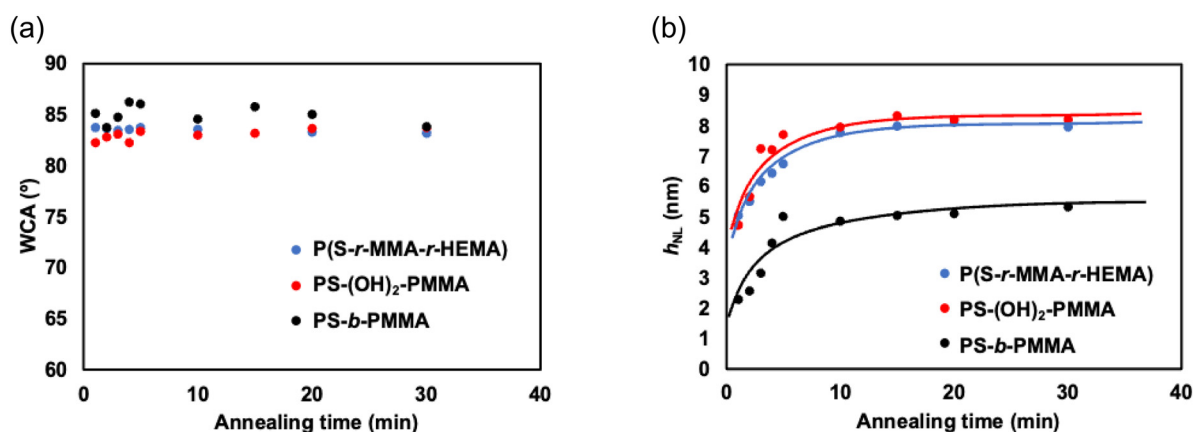 (a)
90
85
80
75
70
65
60
WCA (º)
P(S-r-MMA-r-HEMA)
PS-(OH)₂-PMMA
PS-b-PMMA
0 10 20 30 40
Annealing time (min)
(b)
10
9
8
7
6
5
4
3
2
1
0
hNL (nm)
P(S-r-MMA-r-HEMA)
PS-(OH)₂-PMMA
PS-b-PMMA
0 10 20 30 40
Annealing time (min)